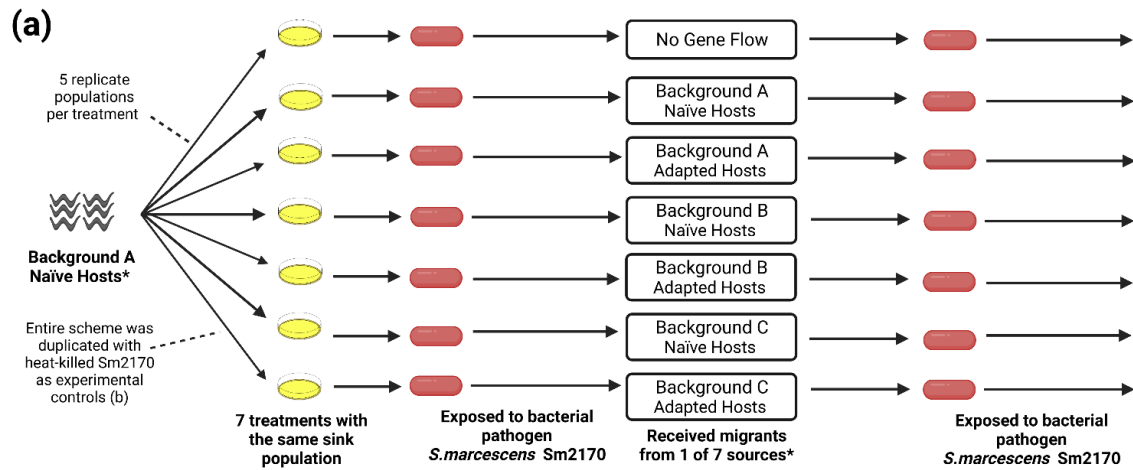 (a)
5 replicate
populations
per treatment
Background A
Naïve Hosts*
Entire scheme was
duplicated with
heat-killed Sm2170
as experimental
controls (b)
7 treatments with
the same sink
population
Exposed to bacterial
pathogen
S.marcescens Sm2170
No Gene Flow
Background A
Naïve Hosts
Background A
Adapted Hosts
Background B
Naïve Hosts
Background B
Adapted Hosts
Background C
Naïve Hosts
Background C
Adapted Hosts
Received migrants
from 1 of 7 sources*
Exposed to bacterial
pathogen
S.marcescens Sm2170